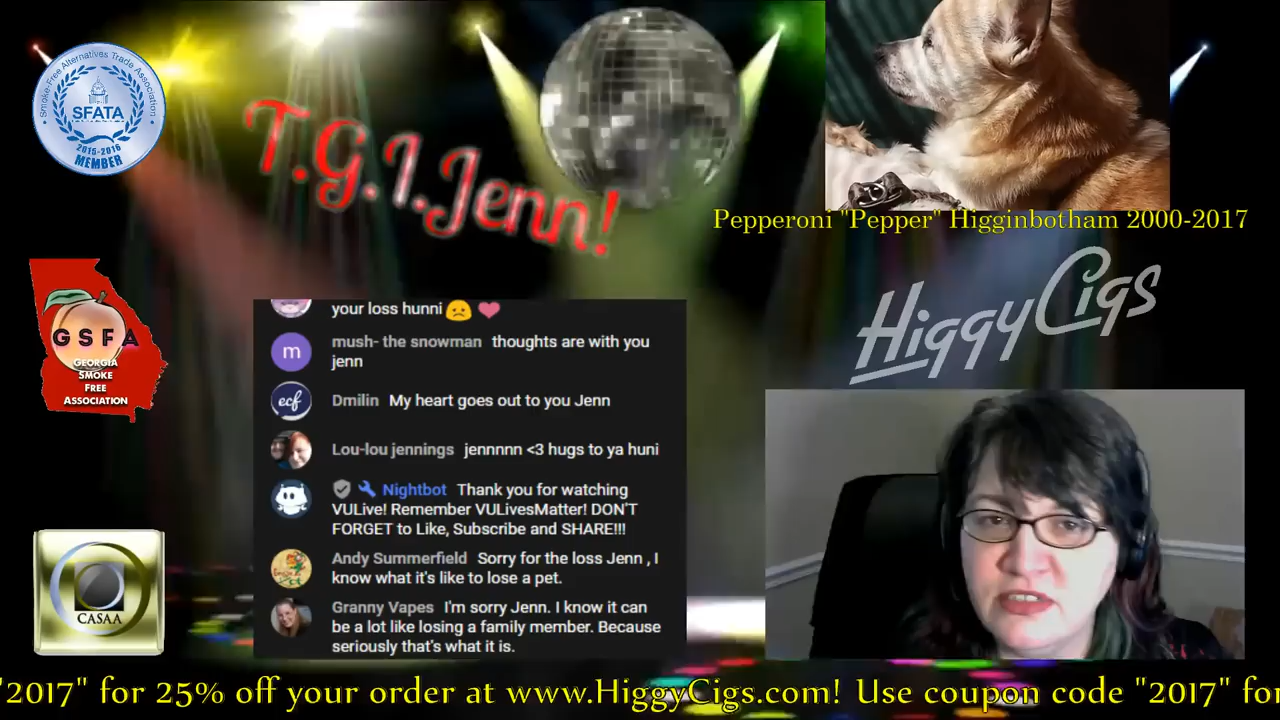 Smoke-Free Alternatives Trade Association
SFATA
2015-2016
MEMBER
T.G.I.Jenn!
Pepperoni "Pepper" Higginbotham 2000-2017
HiggyCigs
GSFA
GEORGIA
SMOKE
FREE
ASSOCIATION
CASAA
your loss hunni
m
mush- the snowman thoughts are with you
jenn
ecf
Dmilin My heart goes out to you Jenn
Lou-lou jennings jennnnn <3 hugs to ya huni
Nightbot Thank you for watching
VULive! Remember VULivesMatter! DON'T
FORGET to Like, Subscribe and SHARE!!!
Andy Summerfield Sorry for the loss Jenn , I
know what it's like to lose a pet.
Granny Vapes I'm sorry Jenn. I know it can
be a lot like losing a family member. Because
seriously that's what it is.
"2017" for 25% off your order at www.HiggyCigs.com! Use coupon code "2017" for